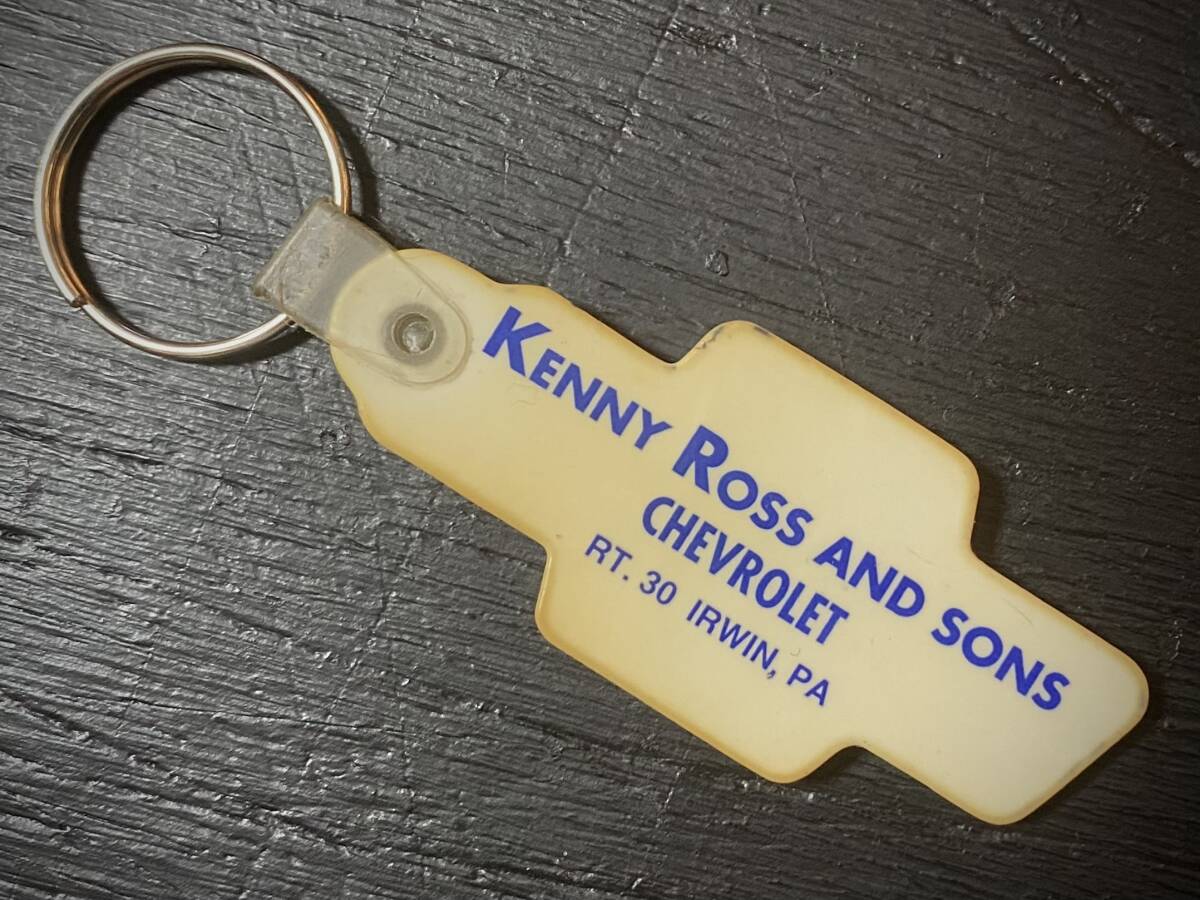 KENNY ROSS AND SONS
CHEVROLET
RT. 30 IRWIN, PA